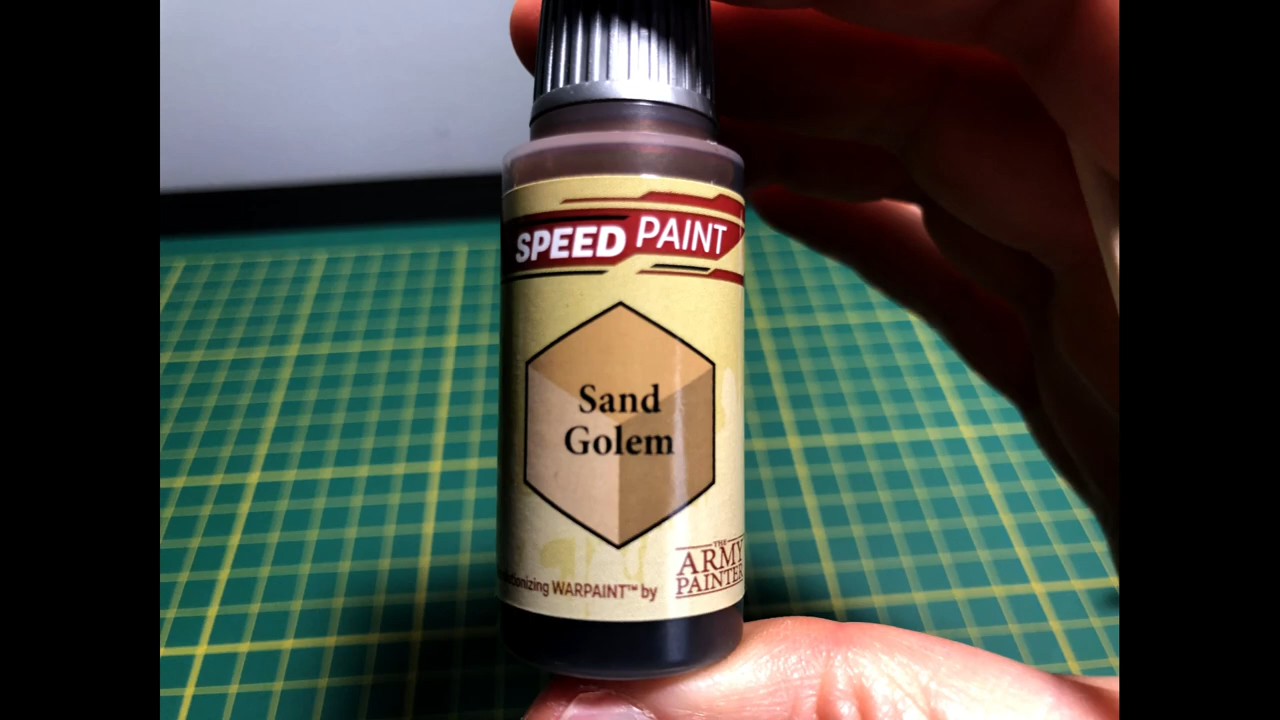 SPEED PAINT
Sand
Golem
WARPAINT™ by
THE
ARMY
PAINTER